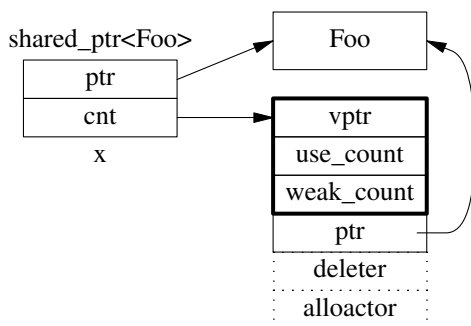 shared_ptr<Foo>
ptr
cnt
x
Foo
vptr
use_count
weak_count
ptr
deleter
alloactor